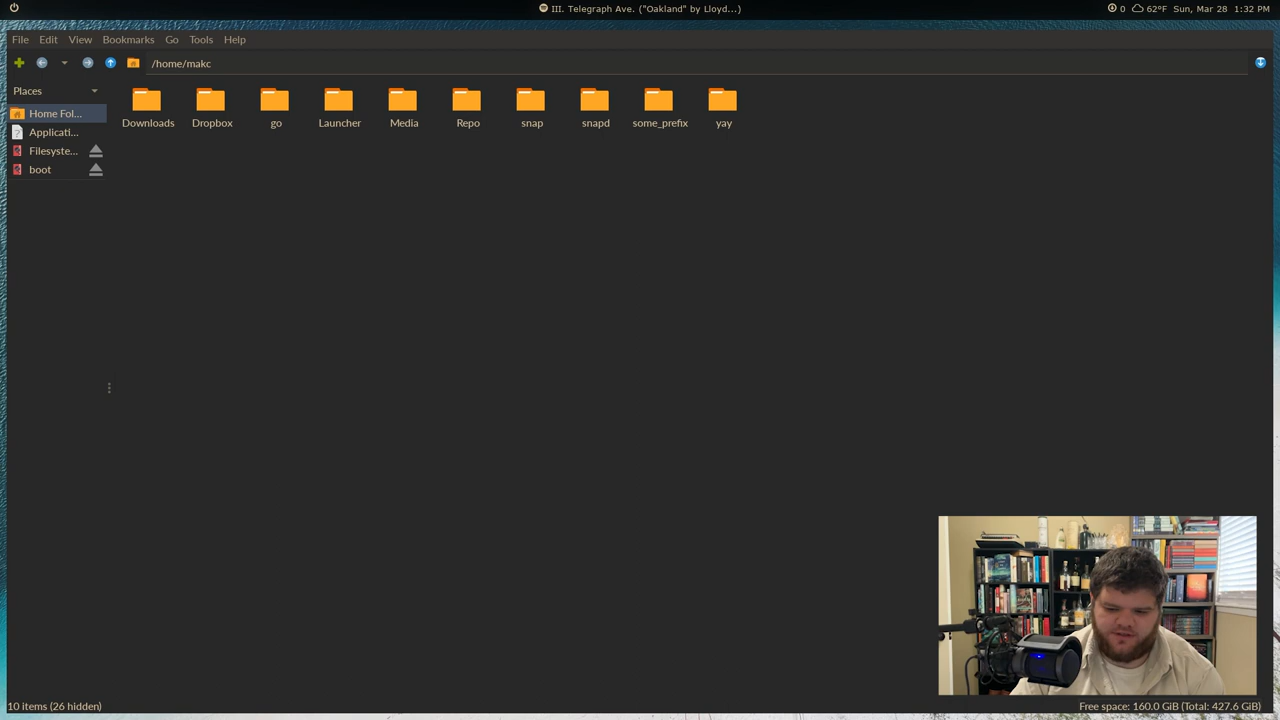 III. Telegraph Ave. ("Oakland" by Lloyd...)
0 62°F Sun, Mar 28 1:32 PM
File Edit View Bookmarks Go Tools Help
/home/makc
Places
Home Fol...
Applicati...
Filesyste...
boot
Downloads Dropbox go Launcher Media Repo snap snapd some_prefix yay
10 items (26 hidden)
Free space: 160.0 GiB (Total: 427.6 GiB)